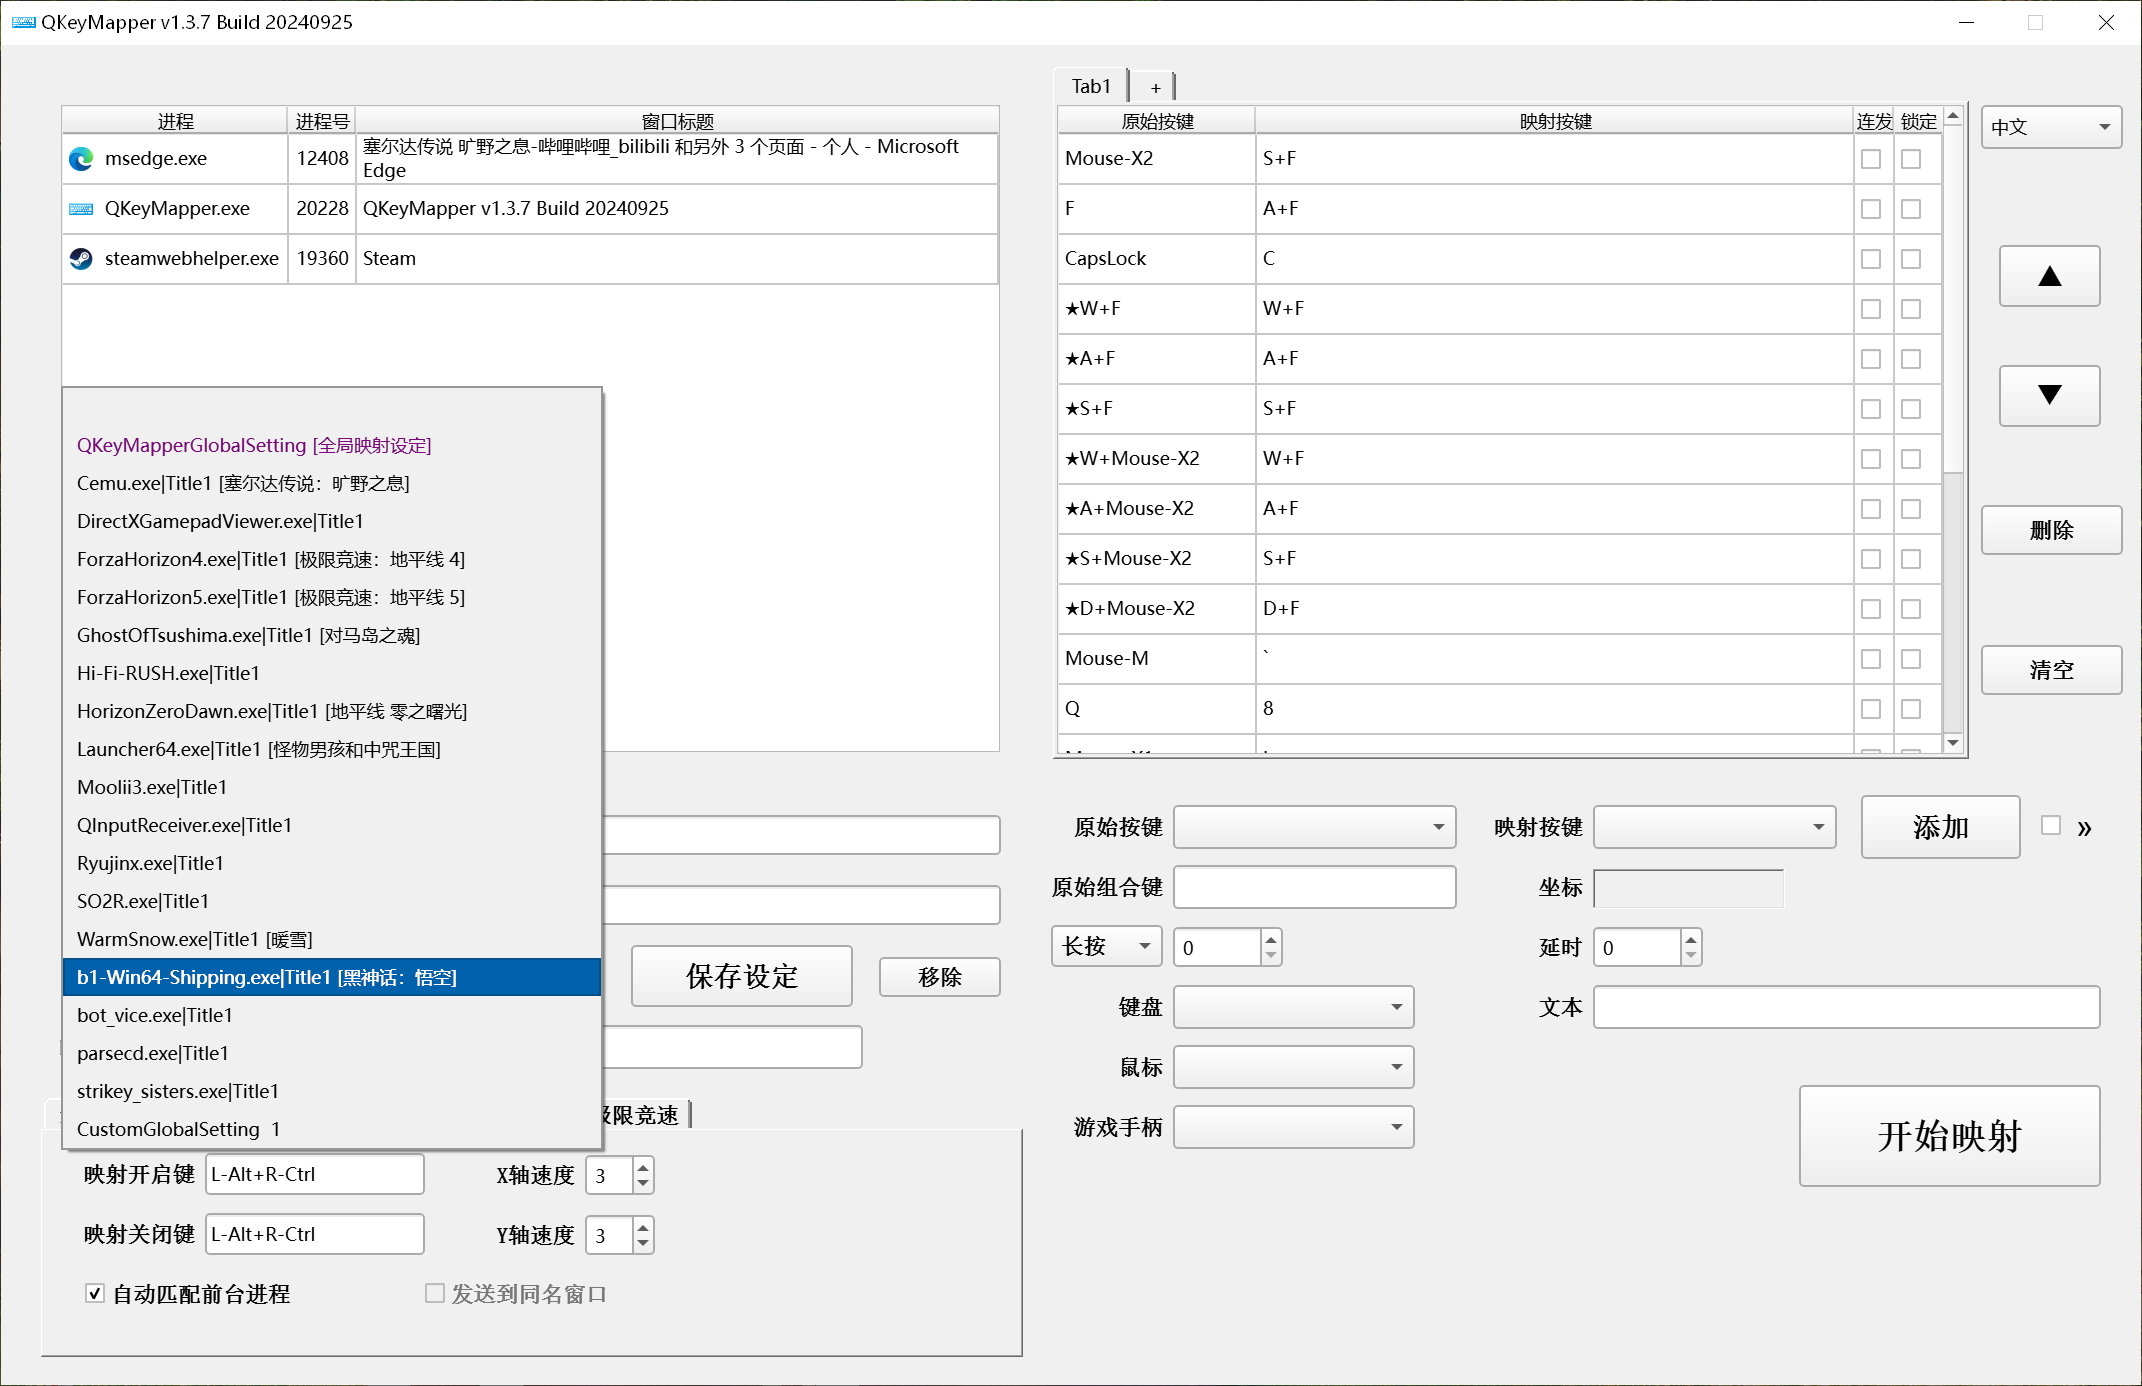 QKeyMapper v1.3.7 Build 20240925
进程 进程号 窗口标题
msedge.exe 12408 塞尔达传说 旷野之息-哔哩哔哩_bilibili 和另外 3 个页面 - 个人 - Microsoft
Edge
QKeyMapper.exe 20228 QKeyMapper v1.3.7 Build 20240925
steamwebhelper.exe 19360 Steam
QKeyMapperGlobalSetting [全局映射设定]
Cemu.exe|Title1 [塞尔达传说：旷野之息]
DirectXGamepadViewer.exe|Title1
ForzaHorizon4.exe|Title1 [极限竞速：地平线 4]
ForzaHorizon5.exe|Title1 [极限竞速：地平线 5]
GhostOfTsushima.exe|Title1 [对马岛之魂]
Hi-Fi-RUSH.exe|Title1
HorizonZeroDawn.exe|Title1 [地平线 零之曙光]
Launcher64.exe|Title1 [怪物男孩和中咒王国]
Moolii3.exe|Title1
QInputReceiver.exe|Title1
Ryujinx.exe|Title1
SO2R.exe|Title1
WarmSnow.exe|Title1 [暖雪]
b1-Win64-Shipping.exe|Title1 [黑神话：悟空]
bot_vice.exe|Title1
parsecd.exe|Title1
strikey_sisters.exe|Title1
CustomGlobalSetting 1
保存设定 移除
限竞速
映射开启键 L-Alt+R-Ctrl X轴速度 3
映射关闭键 L-Alt+R-Ctrl Y轴速度 3
自动匹配前台进程 发送到同名窗口
Tab1 +
原始按键 映射按键 连发 锁定
Mouse-X2 S+F
F A+F
CapsLock C
★W+F W+F
★A+F A+F
★S+F S+F
★W+Mouse-X2 W+F
★A+Mouse-X2 A+F
★S+Mouse-X2 S+F
★D+Mouse-X2 D+F
Mouse-M `
Q 8
中文
▲
▼
删除
清空
原始按键 映射按键 添加 »
原始组合键 坐标
长按 0 延时 0
键盘 文本
鼠标
游戏手柄
开始映射